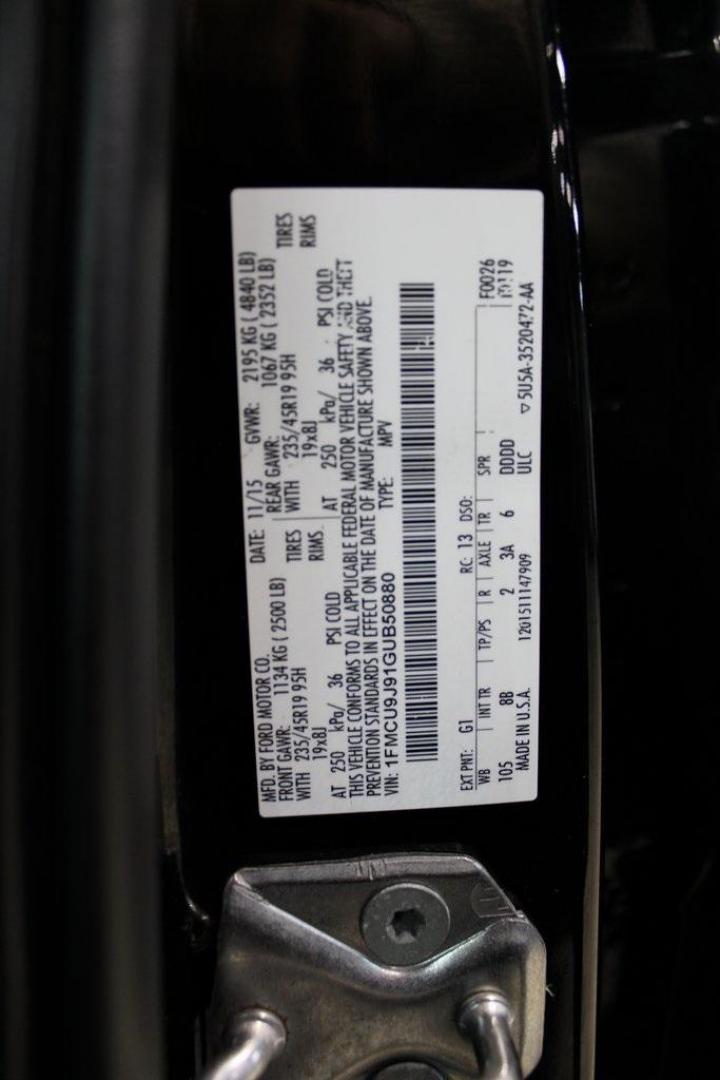 MFD. BY FORD MOTOR CO. DATE: 11/15 GVWR: 2195 KG ( 4840 LB)
FRONT GAWR: 1134 KG ( 2500 LB) REAR GAWR: 1067 KG ( 2352 LB)
WITH 235/45R19 95H TIRES WITH 235/45R19 95H TIRES
19x8J RIMS. 19x8J RIMS
AT 250 kPa/ 36 PSI COLD AT 250 kPa/ 36 PSI COLD
THIS VEHICLE CONFORMS TO ALL APPLICABLE FEDERAL MOTOR VEHICLE SAFETY AND THEFT
PREVENTION STANDARDS IN EFFECT ON THE DATE OF MANUFACTURE SHOWN ABOVE.
VIN: 1FMCU9J91GUB50880 TYPE: MPV
EXT PNT: G1 RC: 13 DSO: F0026
WB INT TR TP/PS R AXLE TR SPR
105 8B 2 3A 6 DDDD
MADE IN U.S.A. 1201511147909 ULC ▽5U5A-3520472-AA